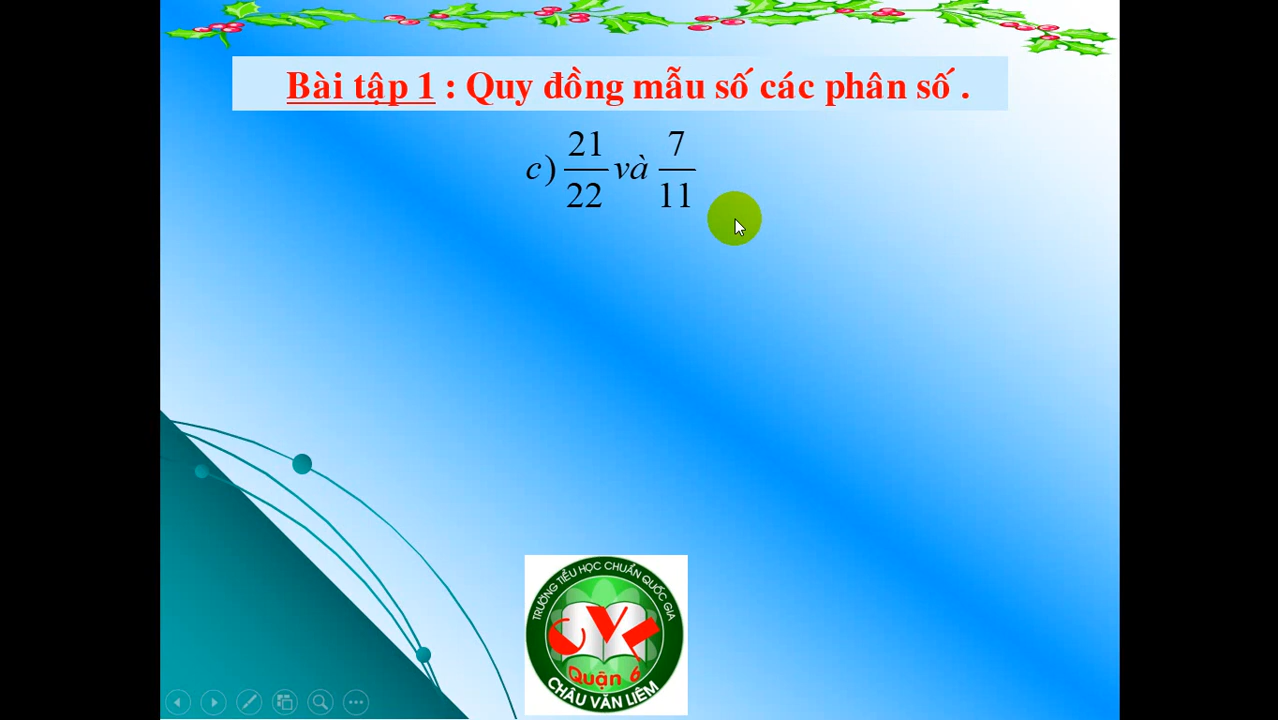 Bài tập 1 : Quy đồng mẫu số các phân số .
c) 21/22 và 7/11
TRƯỜNG TIỂU HỌC CHUẨN QUỐC GIA
CVL
Quận 6
CHÂU VĂN LIÊM